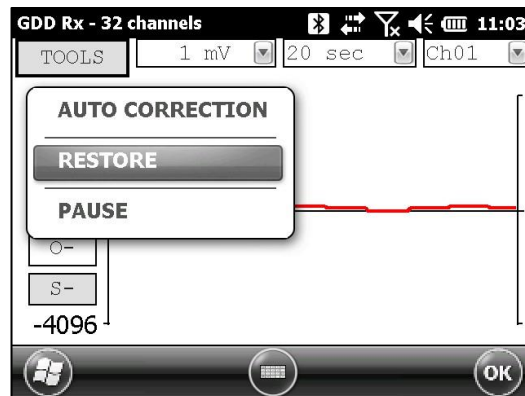 GDD Rx - 32 channels 11:03
TOOLS 1 mV 20 sec Ch01
AUTO CORRECTION
RESTORE
PAUSE
O-
S-
-4096
OK